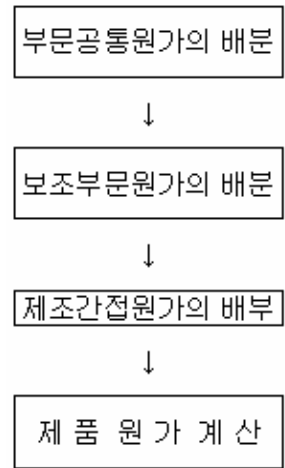 부문공통원가의 배분
↓
보조부문원가의 배분
↓
제조간접원가의 배부
↓
제 품 원 가 계 산